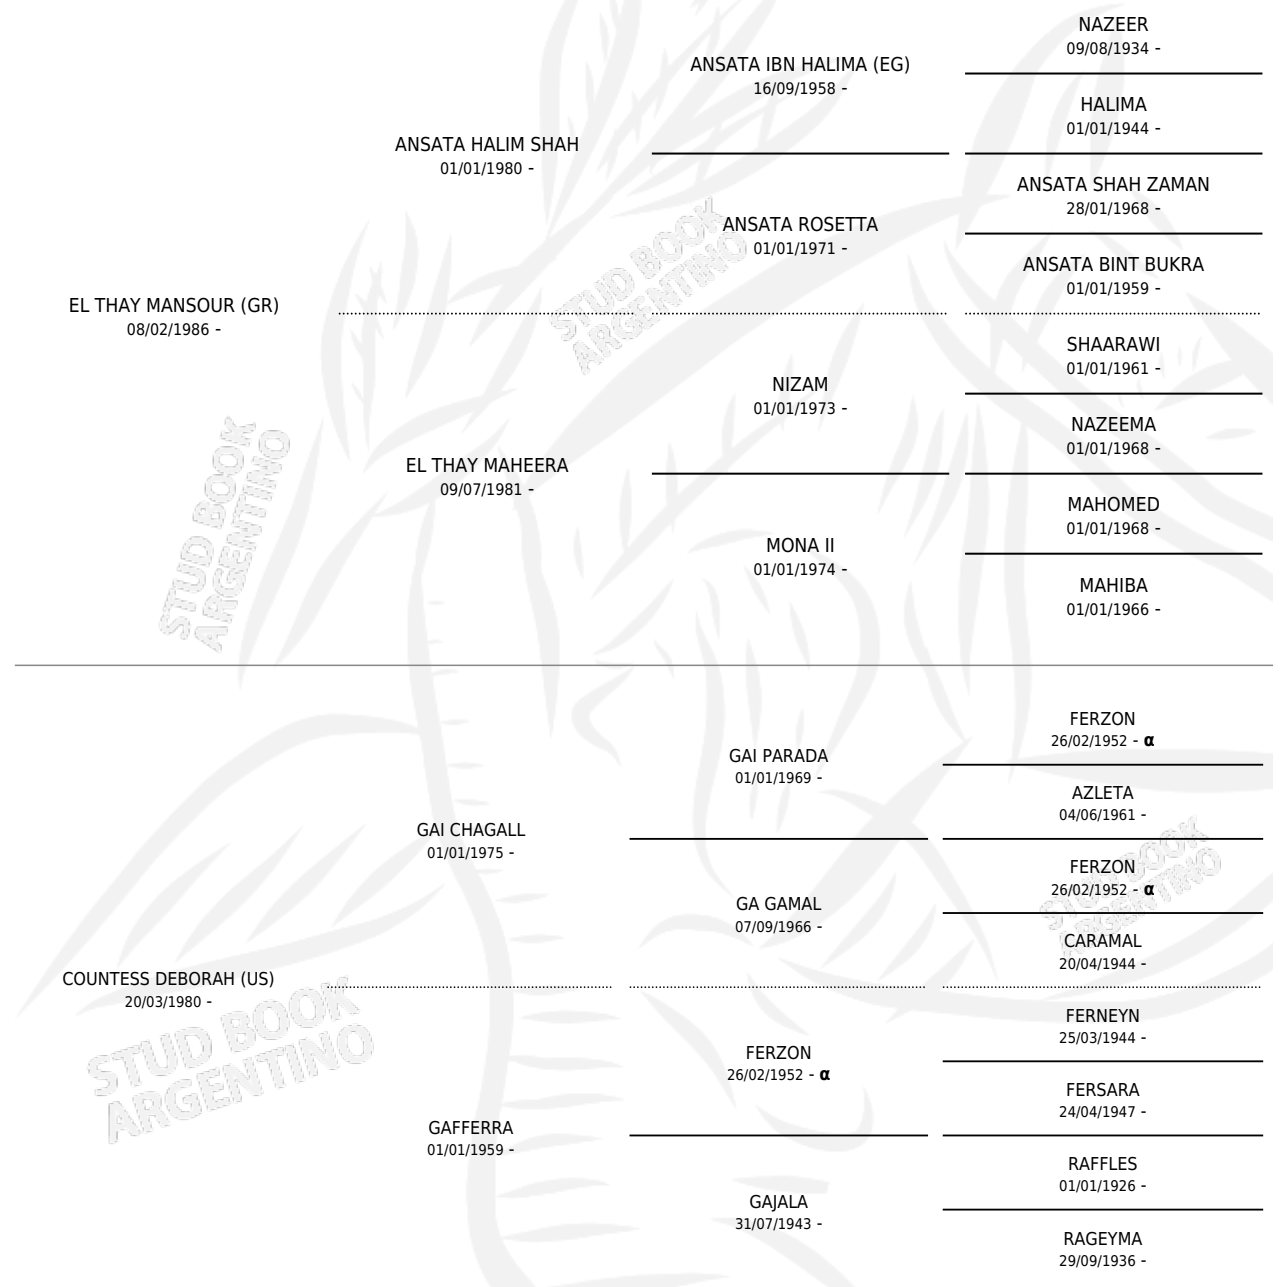 NAZEER
09/08/1934 -
ANSATA IBN HALIMA (EG)
16/09/1958 -
HALIMA
01/01/1944 -
ANSATA HALIM SHAH
01/01/1980 -
ANSATA SHAH ZAMAN
28/01/1968 -
ANSATA ROSETTA
01/01/1971 -
ANSATA BINT BUKRA
01/01/1959 -
EL THAY MANSOUR (GR)
08/02/1986 -
SHAARAWI
01/01/1961 -
NIZAM
01/01/1973 -
NAZEEMA
01/01/1968 -
EL THAY MAHEERA
09/07/1981 -
MAHOMED
01/01/1968 -
MONA II
01/01/1974 -
MAHIBA
01/01/1966 -
FERZON
26/02/1952 - α
GAI PARADA
01/01/1969 -
AZLETA
04/06/1961 -
GAI CHAGALL
01/01/1975 -
FERZON
26/02/1952 - α
GA GAMAL
07/09/1966 -
CARAMAL
20/04/1944 -
COUNTESS DEBORAH (US)
20/03/1980 -
FERNEYN
25/03/1944 -
FERZON
26/02/1952 - α
FERSARA
24/04/1947 -
GAFFERRA
01/01/1959 -
RAFFLES
01/01/1926 -
GAJALA
31/07/1943 -
RAGEYMA
29/09/1936 -
STUD BOOK
ARGENTINO
STUD BOOK
ARGENTINO
STUD BOOK
ARGENTINO
STUD BOOK
ARGENTINO